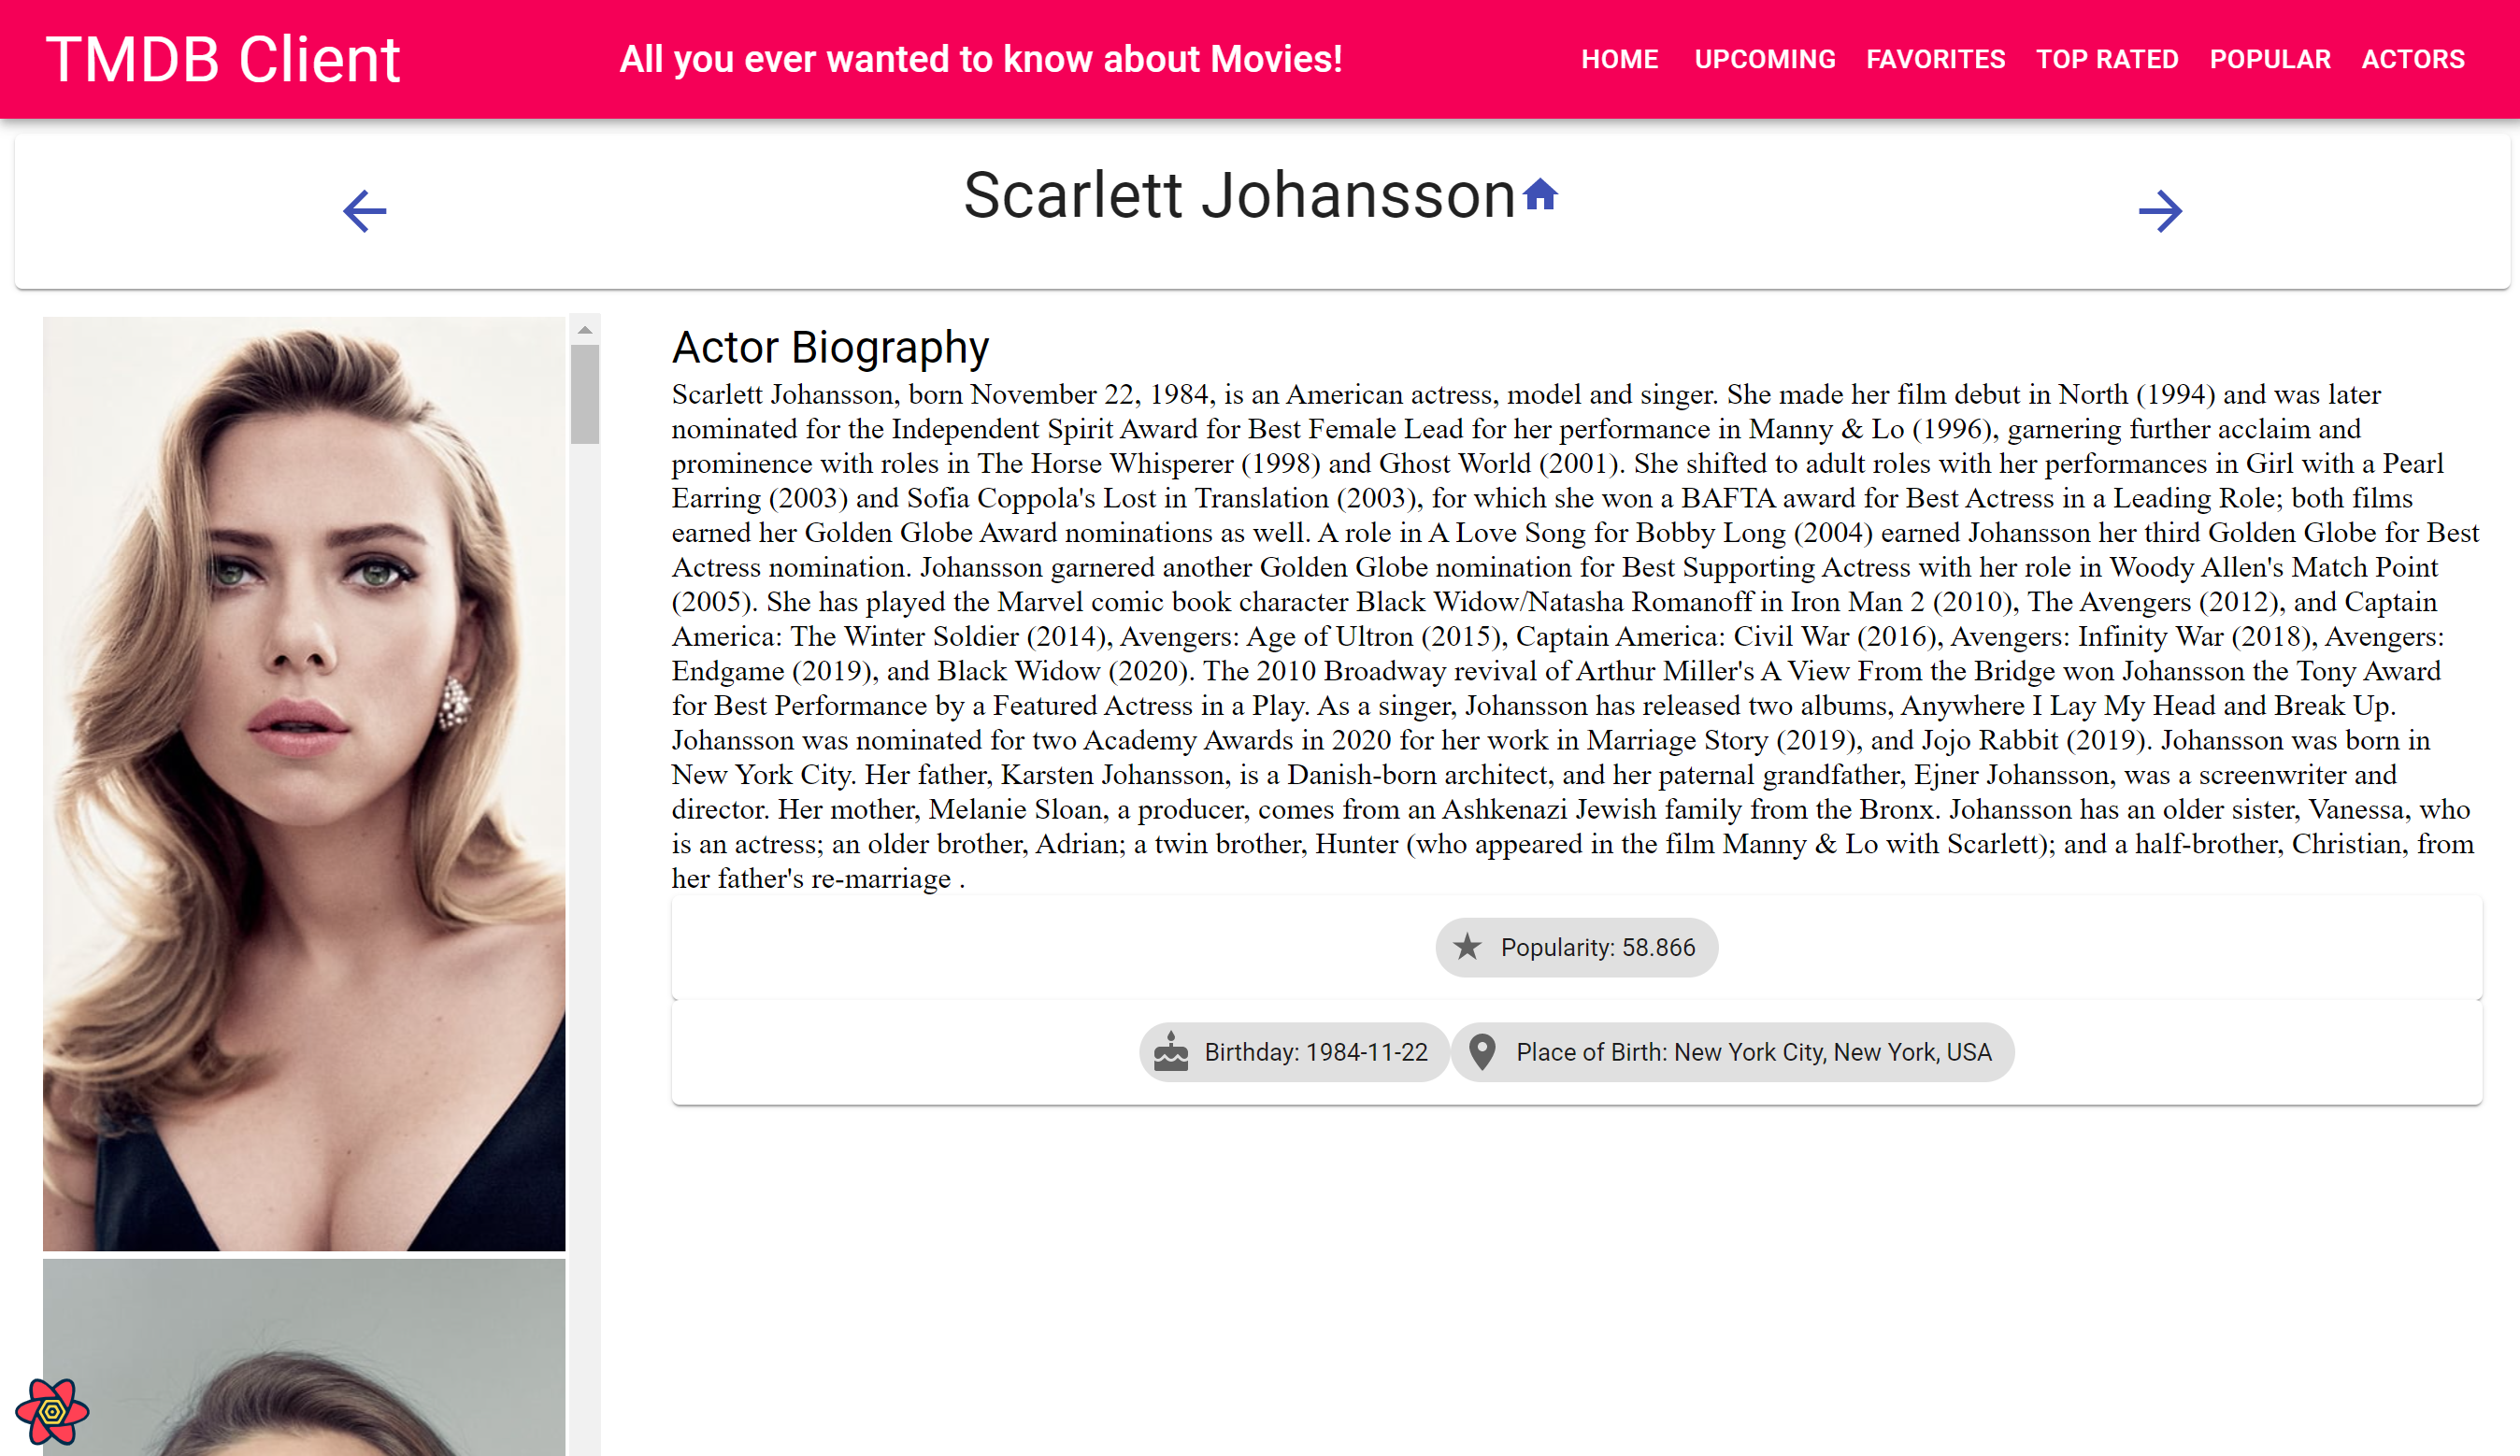 TMDB Client
All you ever wanted to know about Movies!
HOME UPCOMING FAVORITES TOP RATED POPULAR ACTORS
Scarlett Johansson
Actor Biography
Scarlett Johansson, born November 22, 1984, is an American actress, model and singer. She made her film debut in North (1994) and was later
nominated for the Independent Spirit Award for Best Female Lead for her performance in Manny & Lo (1996), garnering further acclaim and
prominence with roles in The Horse Whisperer (1998) and Ghost World (2001). She shifted to adult roles with her performances in Girl with a Pearl
Earring (2003) and Sofia Coppola's Lost in Translation (2003), for which she won a BAFTA award for Best Actress in a Leading Role; both films
earned her Golden Globe Award nominations as well. A role in A Love Song for Bobby Long (2004) earned Johansson her third Golden Globe for Best
Actress nomination. Johansson garnered another Golden Globe nomination for Best Supporting Actress with her role in Woody Allen's Match Point
(2005). She has played the Marvel comic book character Black Widow/Natasha Romanoff in Iron Man 2 (2010), The Avengers (2012), and Captain
America: The Winter Soldier (2014), Avengers: Age of Ultron (2015), Captain America: Civil War (2016), Avengers: Infinity War (2018), Avengers:
Endgame (2019), and Black Widow (2020). The 2010 Broadway revival of Arthur Miller's A View From the Bridge won Johansson the Tony Award
for Best Performance by a Featured Actress in a Play. As a singer, Johansson has released two albums, Anywhere I Lay My Head and Break Up.
Johansson was nominated for two Academy Awards in 2020 for her work in Marriage Story (2019), and Jojo Rabbit (2019). Johansson was born in
New York City. Her father, Karsten Johansson, is a Danish-born architect, and her paternal grandfather, Ejner Johansson, was a screenwriter and
director. Her mother, Melanie Sloan, a producer, comes from an Ashkenazi Jewish family from the Bronx. Johansson has an older sister, Vanessa, who
is an actress; an older brother, Adrian; a twin brother, Hunter (who appeared in the film Manny & Lo with Scarlett); and a half-brother, Christian, from
her father's re-marriage .
Popularity: 58.866
Birthday: 1984-11-22
Place of Birth: New York City, New York, USA